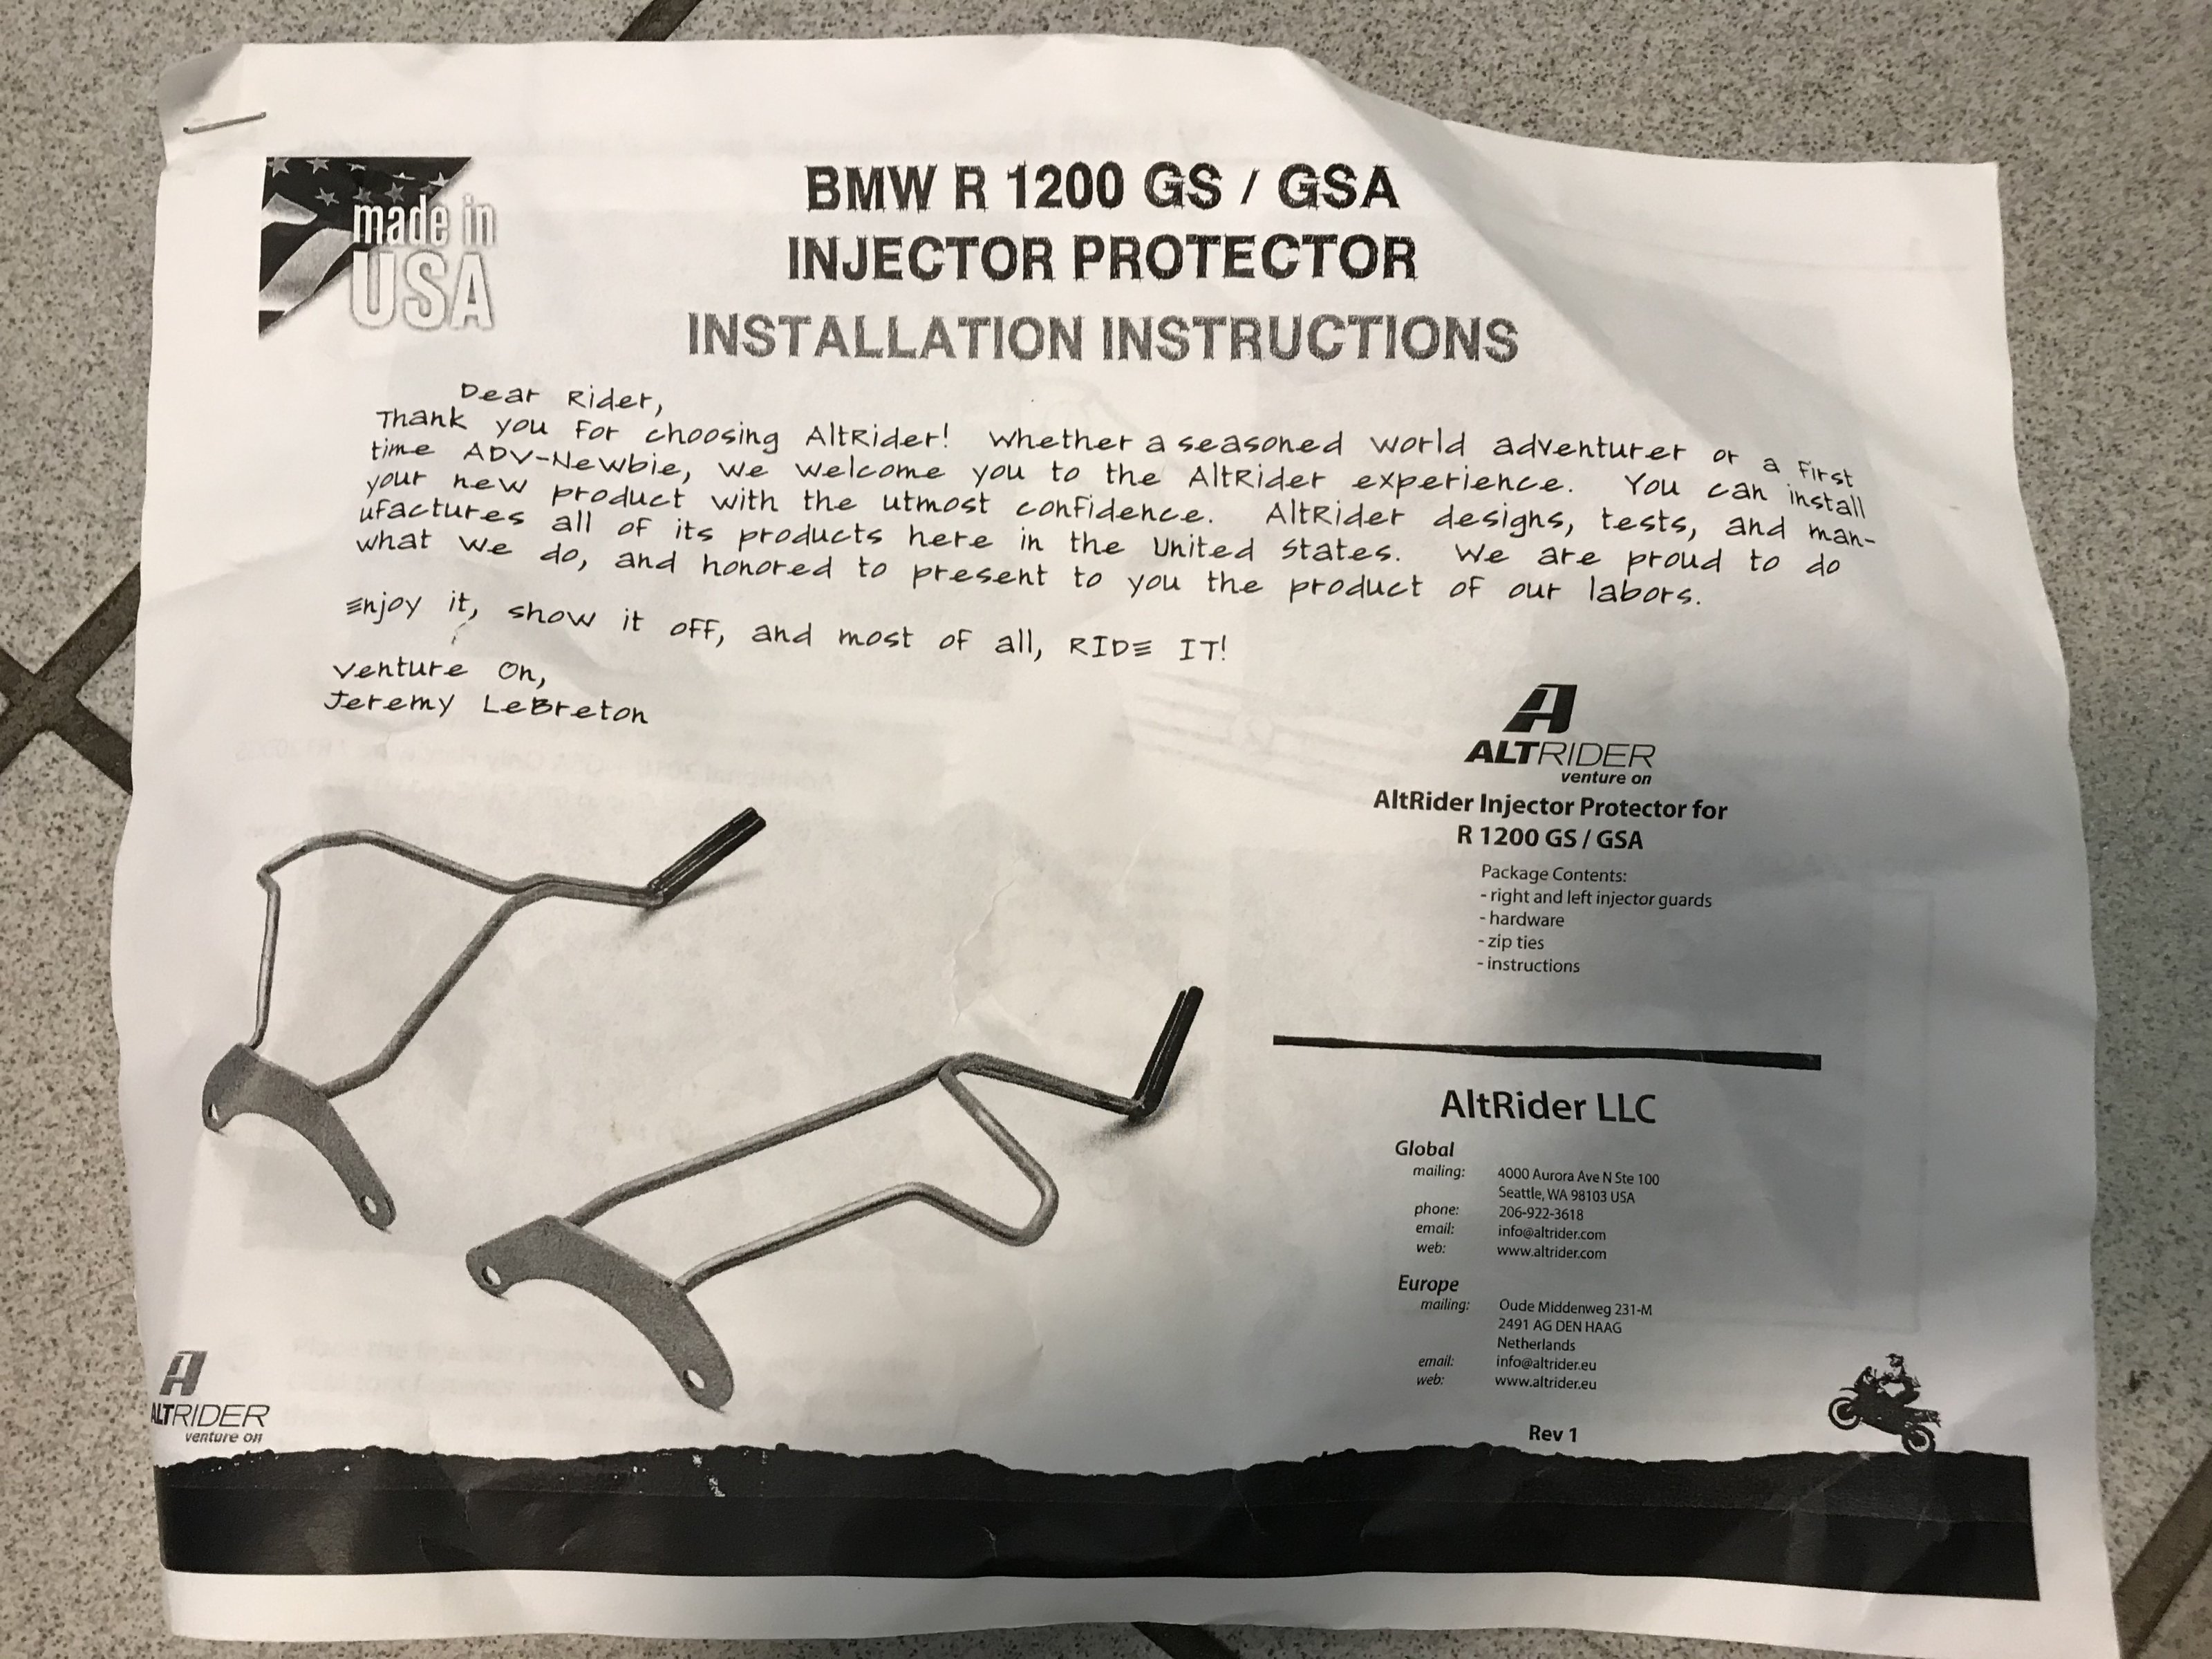 made in
USA
BMW R 1200 GS / GSA
INJECTOR PROTECTOR
INSTALLATION INSTRUCTIONS
Dear Rider,
Thank you for choosing AltRider! Whether a seasoned world adventurer or a first
time ADV-Newbie, we welcome you to the AltRider experience. You can install
your new product with the utmost confidence. AltRider designs, tests, and man-
ufactures all of its products here in the United States. We are proud to do
what we do, and honored to present to you the product of our labors.
Enjoy it, show it off, and most of all, RIDE IT!
Venture On,
Jeremy LeBreton
ALTRIDER
venture on
AltRider Injector Protector for
R 1200 GS / GSA
Package Contents:
- right and left injector guards
- hardware
- zip ties
- instructions
AltRider LLC
Global
mailing: 4000 Aurora Ave N Ste 100
Seattle, WA 98103 USA
phone: 206-922-3618
email: info@altrider.com
web: www.altrider.com
Europe
mailing: Oude Middenweg 231-M
2491 AG DEN HAAG
Netherlands
email: info@altrider.eu
web: www.altrider.eu
Rev 1
ALTRIDER
venture on